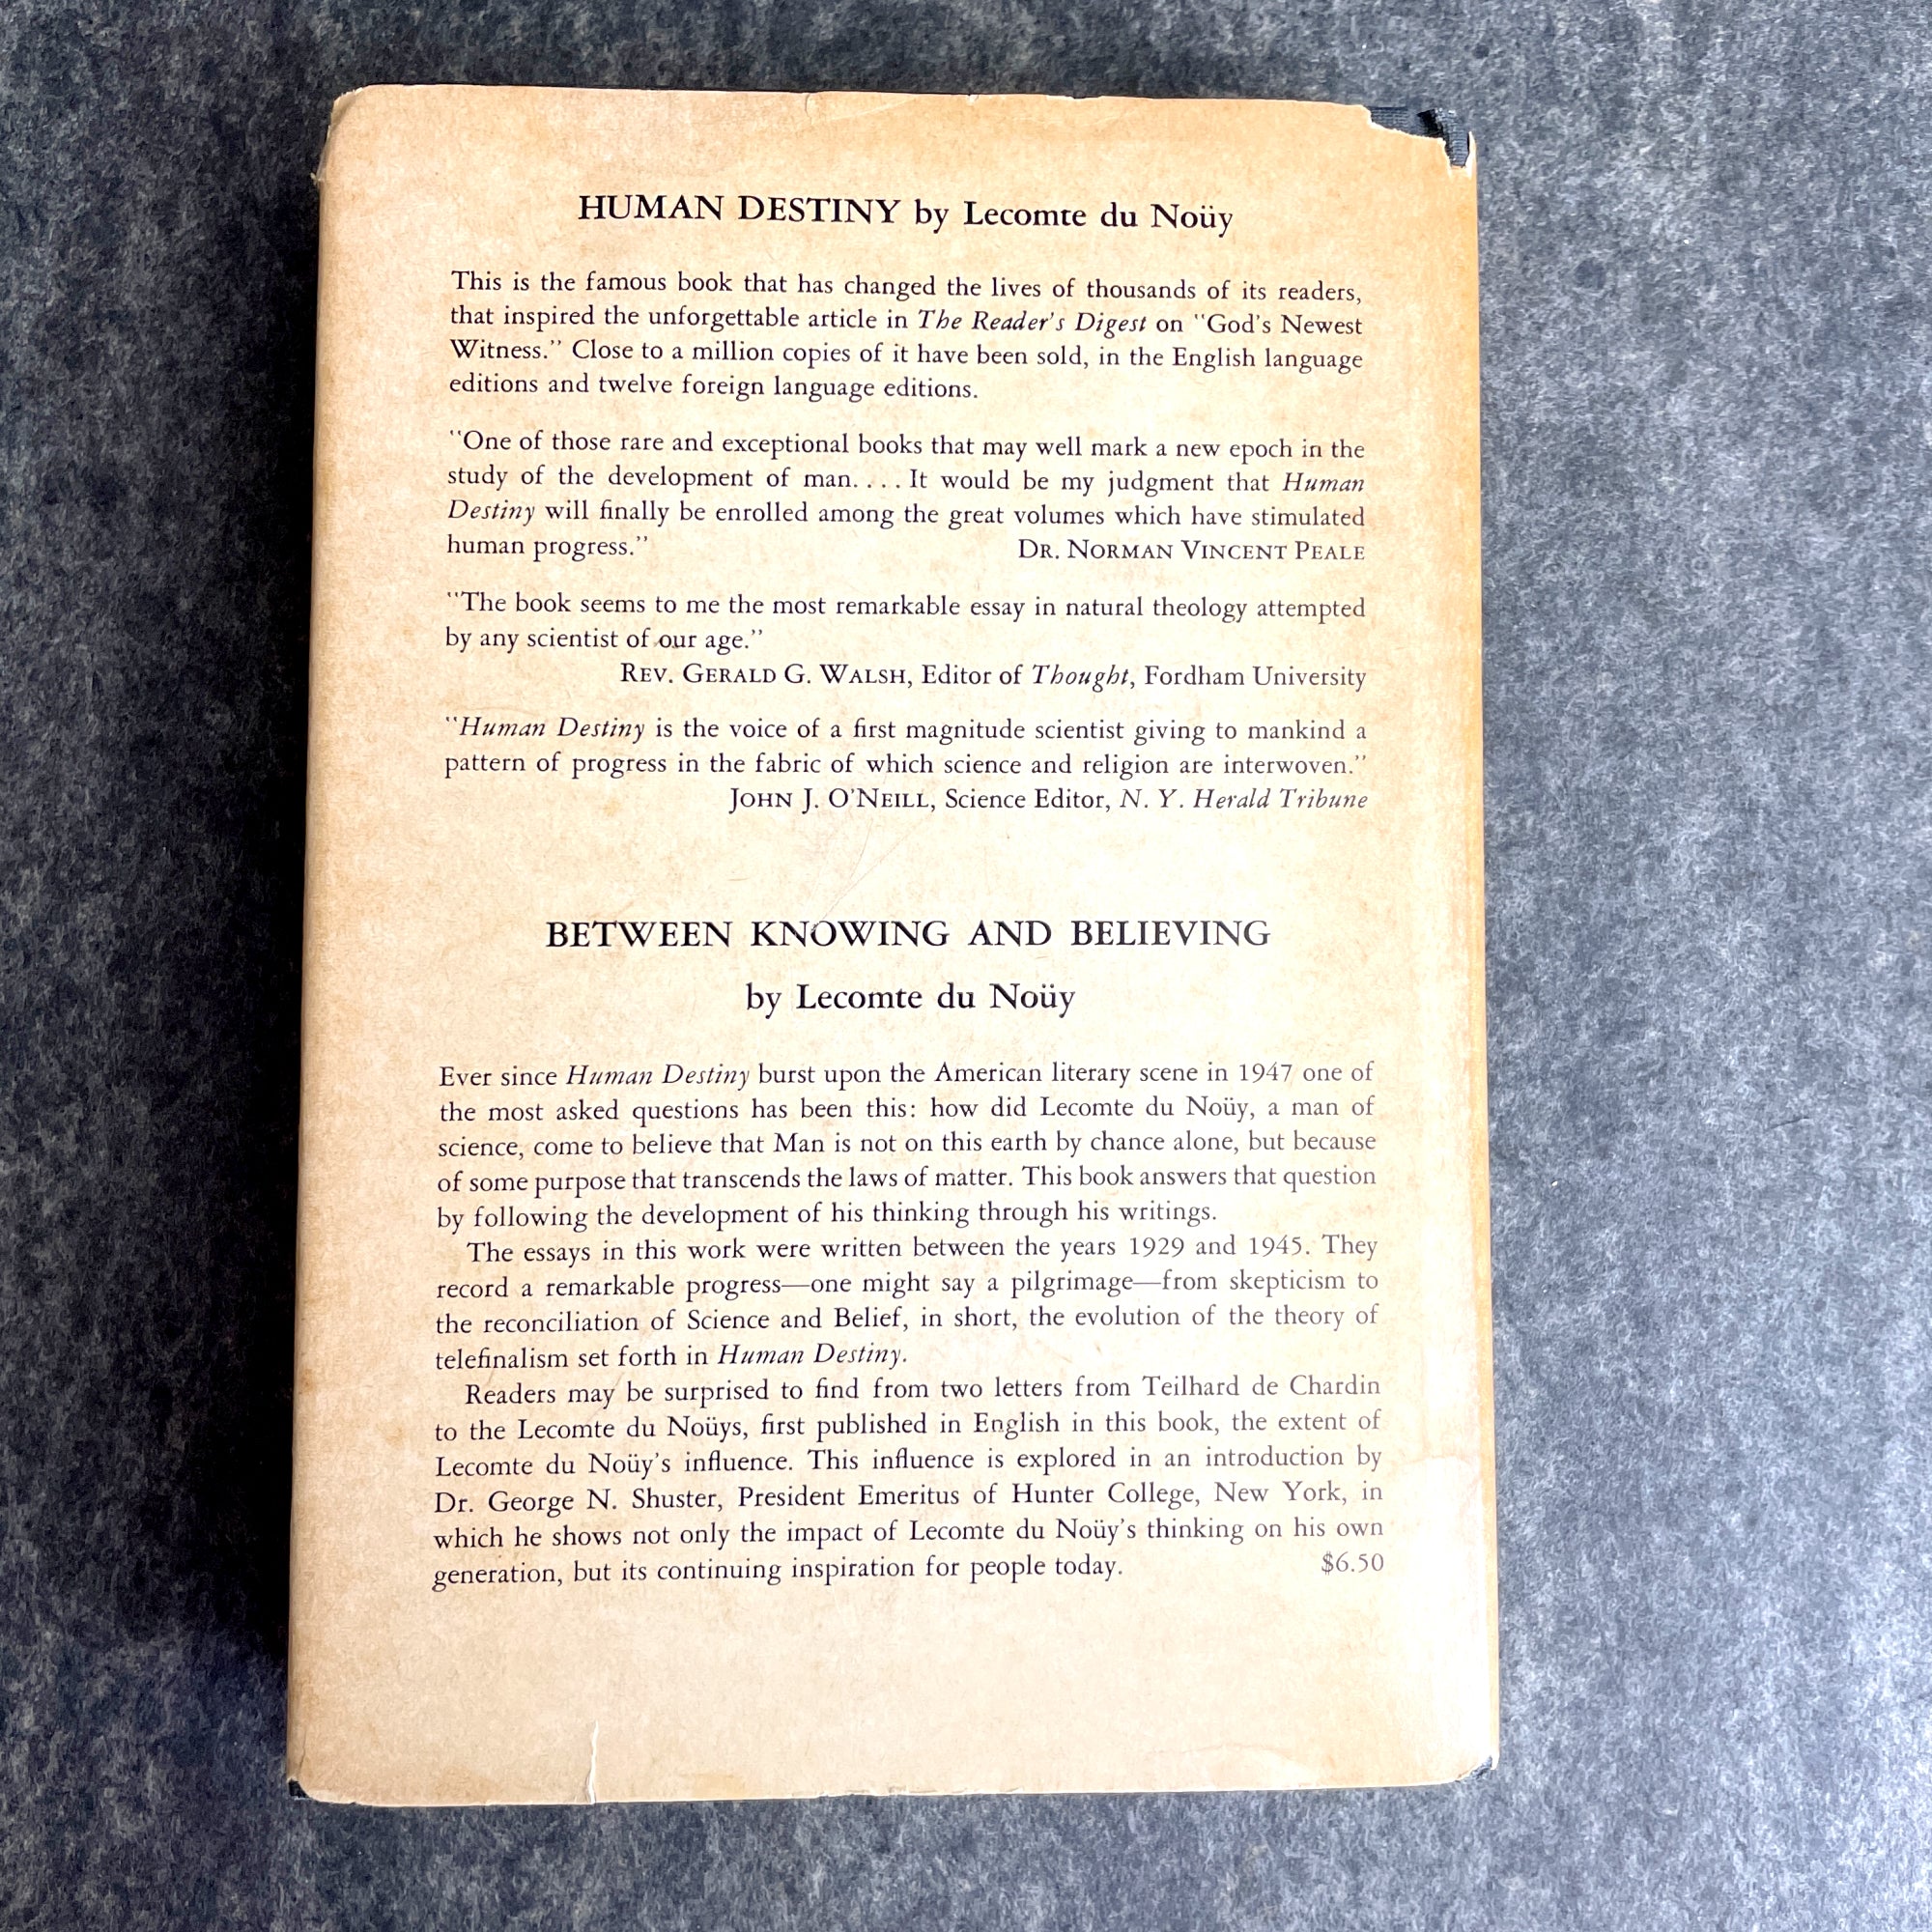 HUMAN DESTINY by Lecomte du Noüy
This is the famous book that has changed the lives of thousands of its readers,
that inspired the unforgettable article in The Reader's Digest on "God's Newest
Witness." Close to a million copies of it have been sold, in the English language
editions and twelve foreign language editions.
"One of those rare and exceptional books that may well mark a new epoch in the
study of the development of man. . . . It would be my judgment that Human
Destiny will finally be enrolled among the great volumes which have stimulated
human progress." DR. NORMAN VINCENT PEALE
"The book seems to me the most remarkable essay in natural theology attempted
by any scientist of our age."
REV. GERALD G. WALSH, Editor of Thought, Fordham University
"Human Destiny is the voice of a first magnitude scientist giving to mankind a
pattern of progress in the fabric of which science and religion are interwoven."
JOHN J. O'NEILL, Science Editor, N. Y. Herald Tribune
BETWEEN KNOWING AND BELIEVING
by Lecomte du Noüy
Ever since Human Destiny burst upon the American literary scene in 1947 one of
the most asked questions has been this: how did Lecomte du Noüy, a man of
science, come to believe that Man is not on this earth by chance alone, but because
of some purpose that transcends the laws of matter. This book answers that question
by following the development of his thinking through his writings.
The essays in this work were written between the years 1929 and 1945. They
record a remarkable progress—one might say a pilgrimage—from skepticism to
the reconciliation of Science and Belief, in short, the evolution of the theory of
telefinalism set forth in Human Destiny.
Readers may be surprised to find from two letters from Teilhard de Chardin
to the Lecomte du Noüys, first published in English in this book, the extent of
Lecomte du Noüy's influence. This influence is explored in an introduction by
Dr. George N. Shuster, President Emeritus of Hunter College, New York, in
which he shows not only the impact of Lecomte du Noüy's thinking on his own
generation, but its continuing inspiration for people today. $6.50